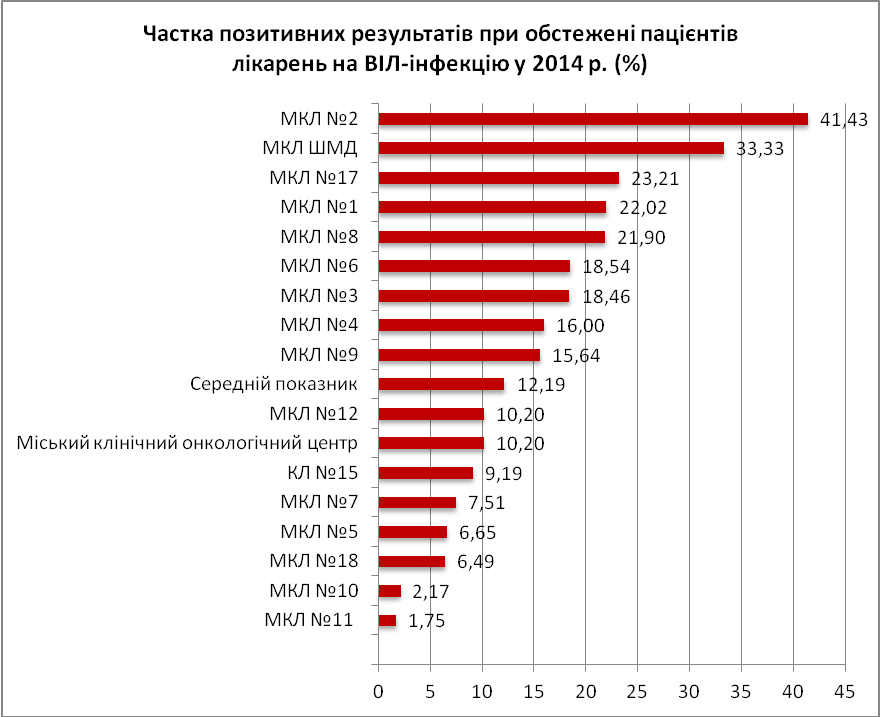 Частка позитивних результатів при обстежені пацієнтів
лікарень на ВІЛ-інфекцію у 2014 р. (%)
МКЛ №2 41,43
МКЛ ШМД 33,33
МКЛ №17 23,21
МКЛ №1 22,02
МКЛ №8 21,90
МКЛ №6 18,54
МКЛ №3 18,46
МКЛ №4 16,00
МКЛ №9 15,64
Середній показник 12,19
МКЛ №12 10,20
Міський клінічний онкологічний центр 10,20
КЛ №15 9,19
МКЛ №7 7,51
МКЛ №5 6,65
МКЛ №18 6,49
МКЛ №10 2,17
МКЛ №11 1,75
0 5 10 15 20 25 30 35 40 45